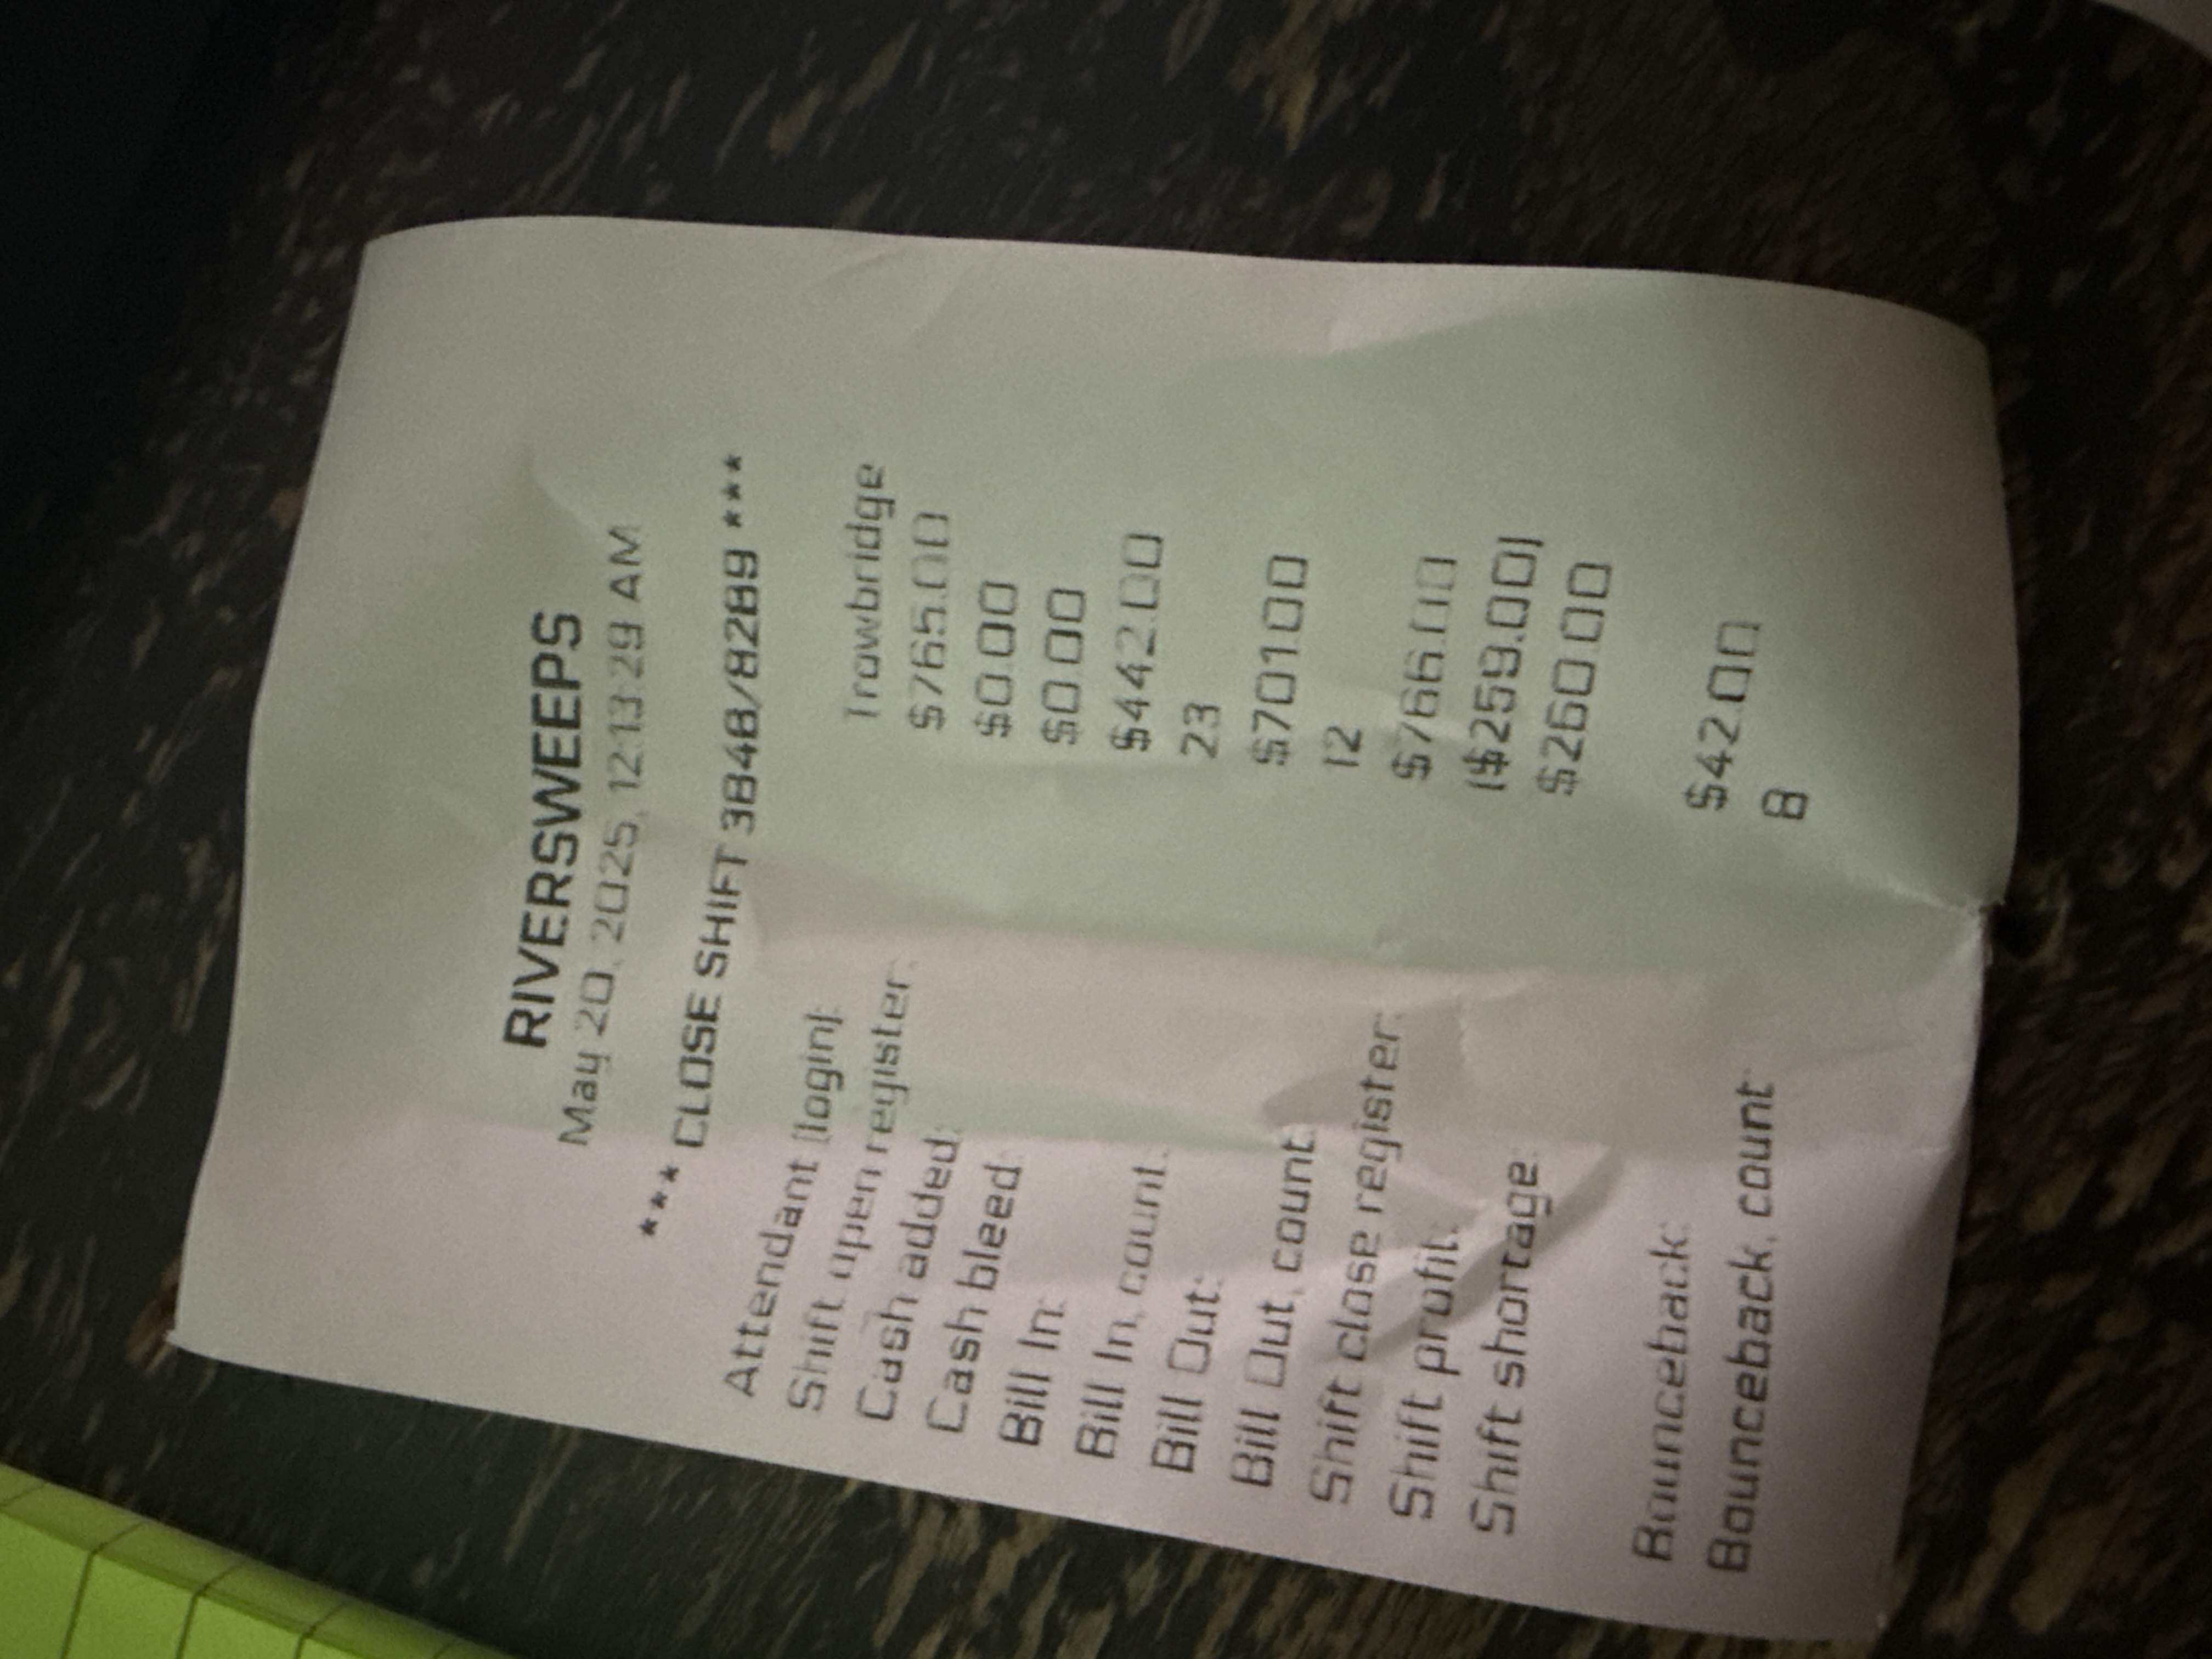 RIVERSWEEPS
May 20, 2025, 12:13:29 AM
*** CLOSE SHIFT 3848/8289 ***
Attendant (login): Trowbridge
Shift open register: $765.00
Cash added: $0.00
Cash bleed: $0.00
Bill In: $442.00
Bill In, count: 23
Bill Out: $701.00
Bill Out, count: 12
Shift close register: $766.00
Shift profit: ($259.00)
Shift shortage: $260.00
Bounceback: $42.00
Bounceback, count: 8